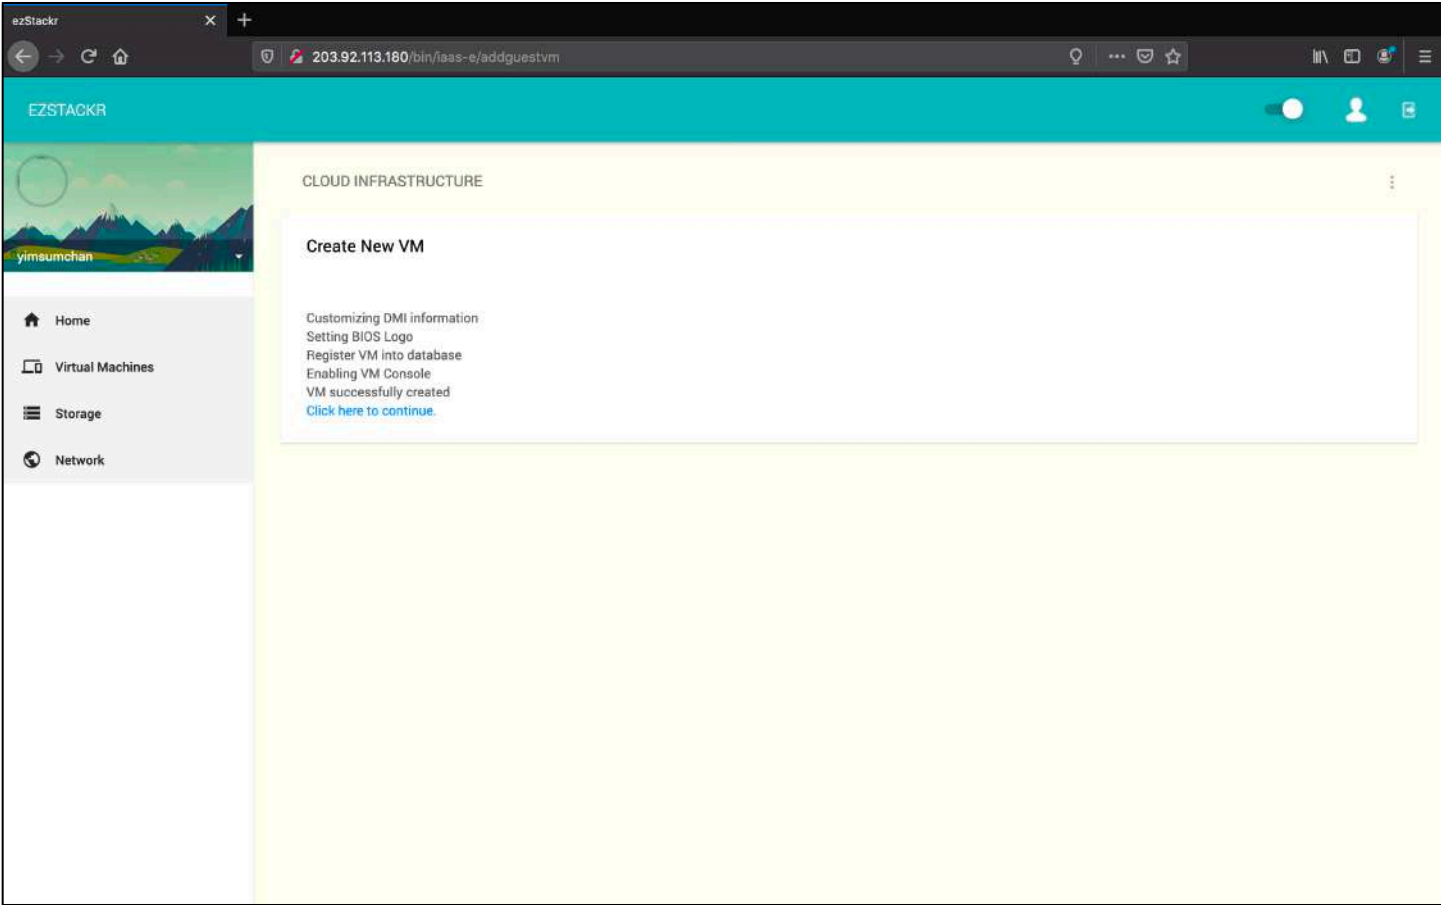 ezStackr
203.92.113.180/bin/iaas-e/addguestvm
EZSTACKR
yimsumchan
Home
Virtual Machines
Storage
Network
CLOUD INFRASTRUCTURE
Create New VM
Customizing DMI information
Setting BIOS Logo
Register VM into database
Enabling VM Console
VM successfully created
Click here to continue.